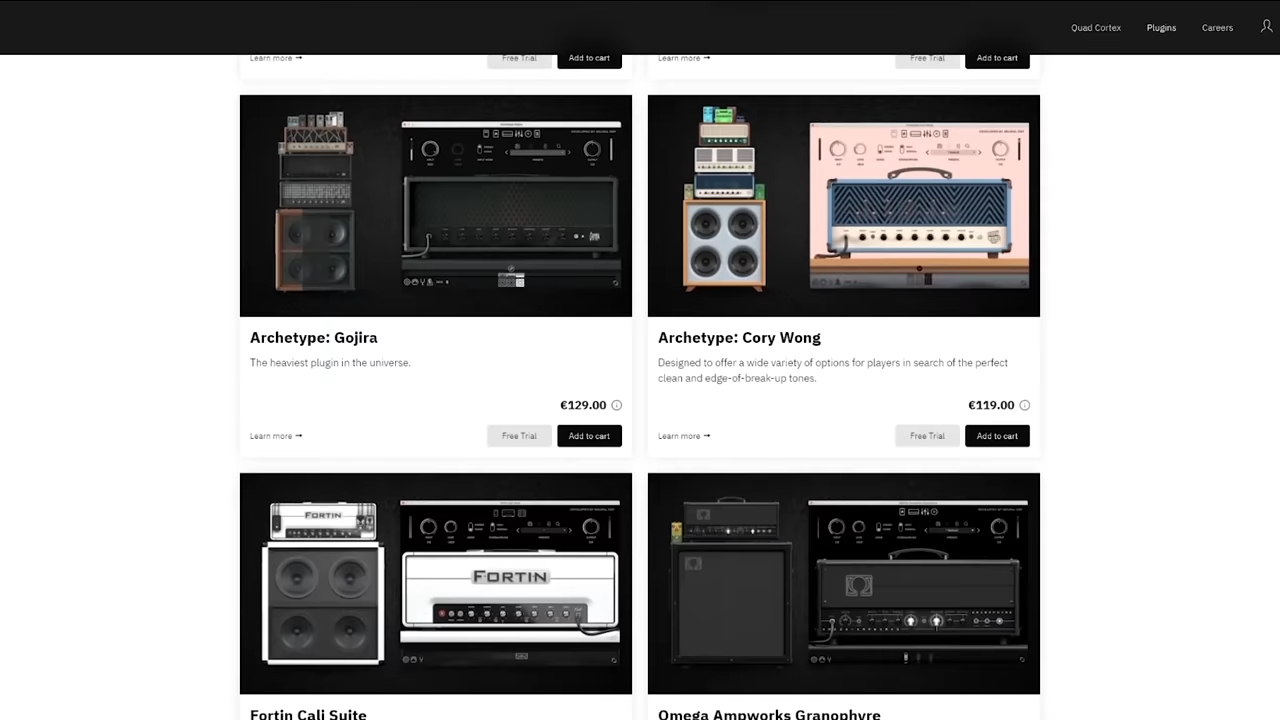 Quad Cortex Plugins Careers
Learn more → Free Trial Add to cart
Learn more → Free Trial Add to cart
Archetype: Gojira
The heaviest plugin in the universe.
€129.00
Learn more → Free Trial Add to cart
Archetype: Cory Wong
Designed to offer a wide variety of options for players in search of the perfect
clean and edge-of-break-up tones.
€119.00
Learn more → Free Trial Add to cart
FORTIN
FORTIN
Fortin Cali Suite
Omega Ampworks Granophyre